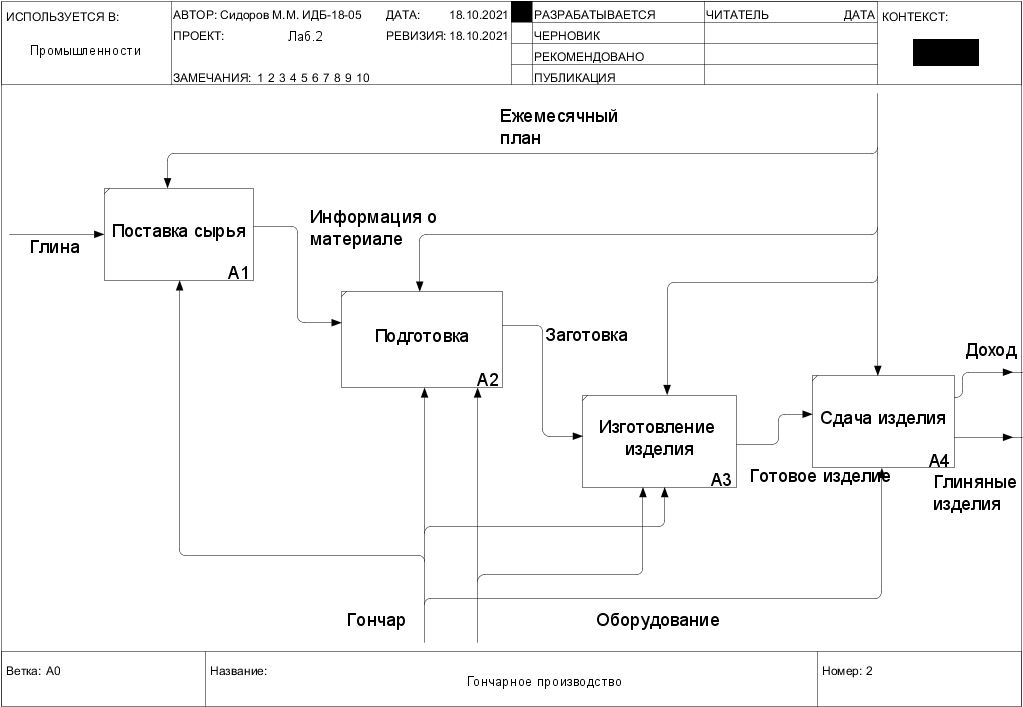 ИСПОЛЬЗУЕТСЯ В:
Промышленности
АВТОР: Сидоров М.М. ИДБ-18-05
ДАТА: 18.10.2021
ПРОЕКТ: Лаб.2
РЕВИЗИЯ: 18.10.2021
ЗАМЕЧАНИЯ: 1 2 3 4 5 6 7 8 9 10
РАЗРАБАТЫВАЕТСЯ
ЧЕРНОВИК
РЕКОМЕНДОВАНО
ПУБЛИКАЦИЯ
ЧИТАТЕЛЬ ДАТА
КОНТЕКСТ:
Ежемесячный
план
Поставка сырья
A1
Глина
Информация о
материале
Подготовка
A2
Заготовка
Изготовление
изделия
A3
Доход
Сдача изделия
A4
Готовое изделие
Глиняные
изделия
Гончар
Оборудование
Ветка: A0
Название:
Гончарное производство
Номер: 2